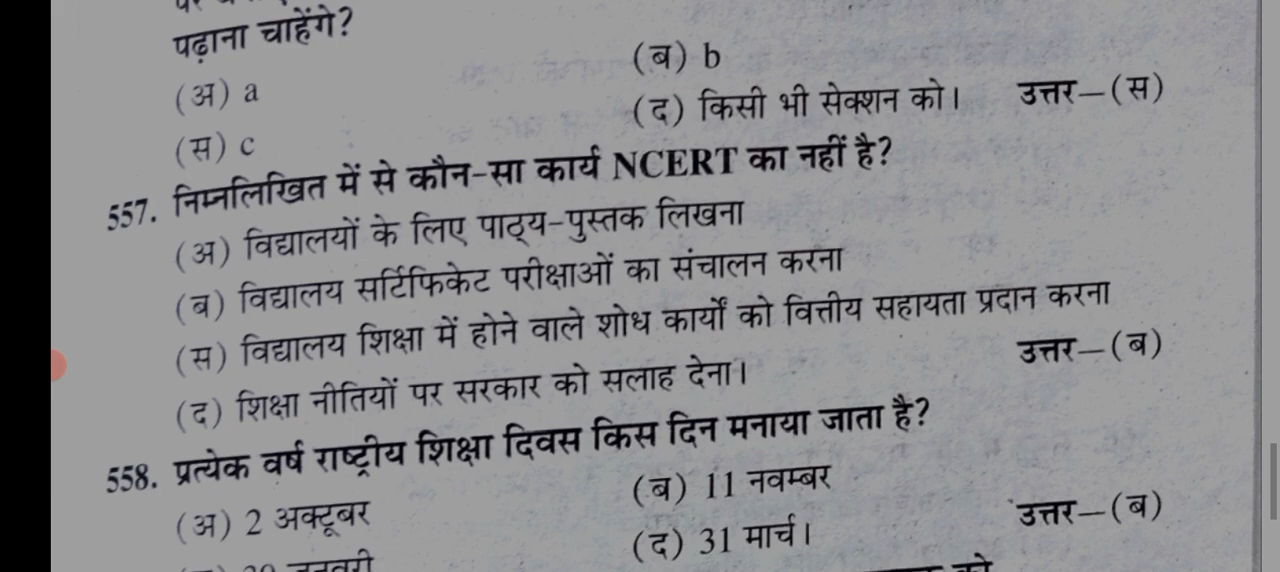 पढ़ाना चाहेंगे?
(अ) a (ब) b
(स) c (द) किसी भी सेक्शन को। उत्तर–(स)
557. निम्नलिखित में से कौन-सा कार्य NCERT का नहीं है?
(अ) विद्यालयों के लिए पाठ्य-पुस्तक लिखना
(ब) विद्यालय सर्टिफिकेट परीक्षाओं का संचालन करना
(स) विद्यालय शिक्षा में होने वाले शोध कार्यों को वित्तीय सहायता प्रदान करना
(द) शिक्षा नीतियों पर सरकार को सलाह देना। उत्तर–(ब)
558. प्रत्येक वर्ष राष्ट्रीय शिक्षा दिवस किस दिन मनाया जाता है?
(अ) 2 अक्टूबर (ब) 11 नवम्बर
(द) 31 मार्च। उत्तर–(ब)
को